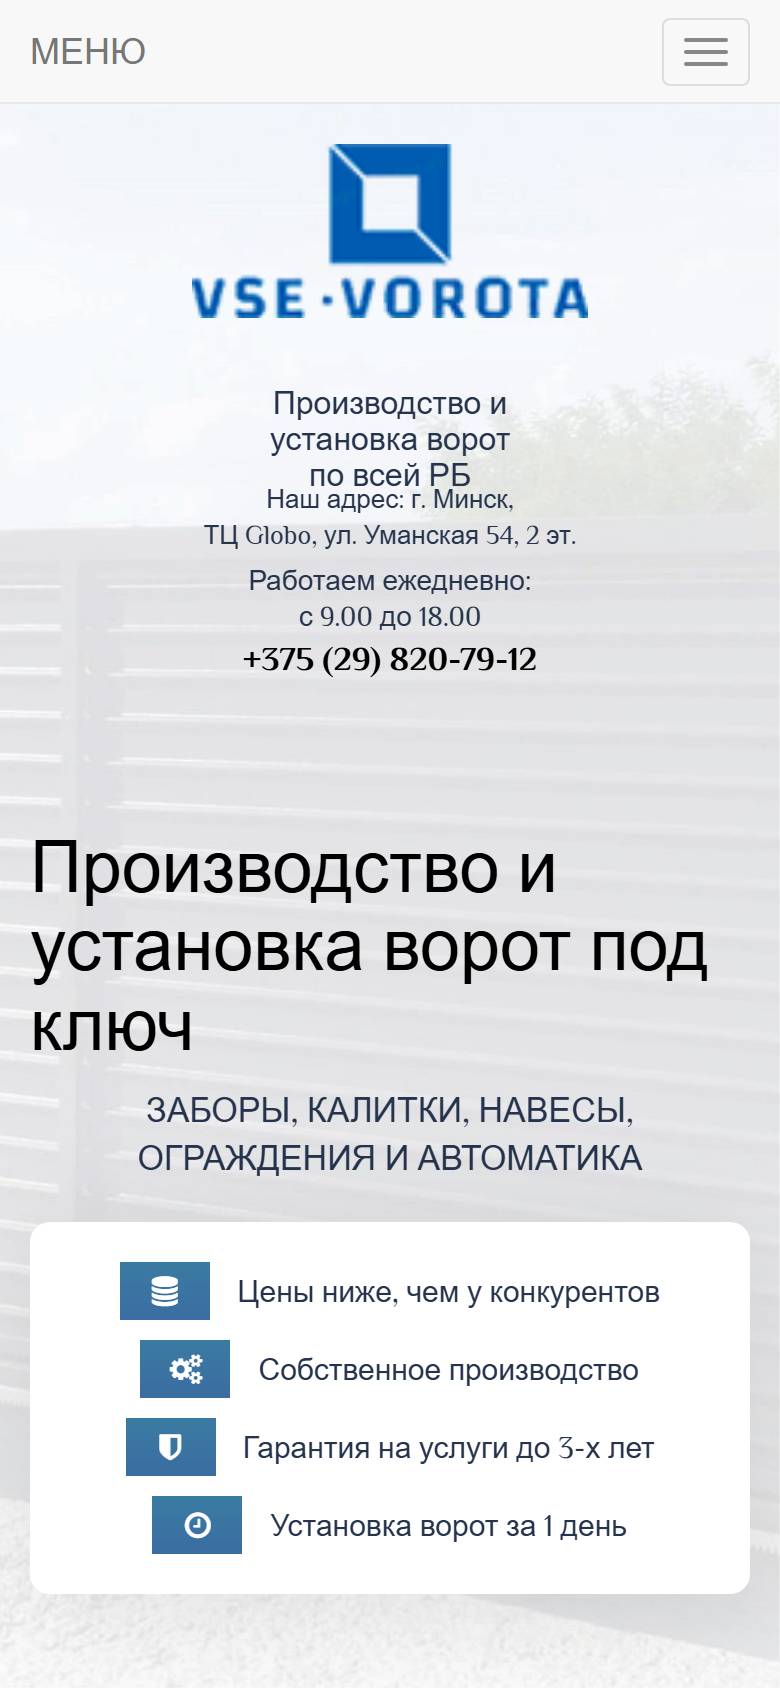 МЕНЮ
VSE·VOROTA
Производство и
установка ворот
по всей РБ
Наш адрес: г. Минск,
ТЦ Globo, ул. Уманская 54, 2 эт.
Работаем ежедневно:
с 9.00 до 18.00
+375 (29) 820-79-12
Производство и
установка ворот под
ключ
ЗАБОРЫ, КАЛИТКИ, НАВЕСЫ,
ОГРАЖДЕНИЯ И АВТОМАТИКА
Цены ниже, чем у конкурентов
Собственное производство
Гарантия на услуги до 3-х лет
Установка ворот за 1 день